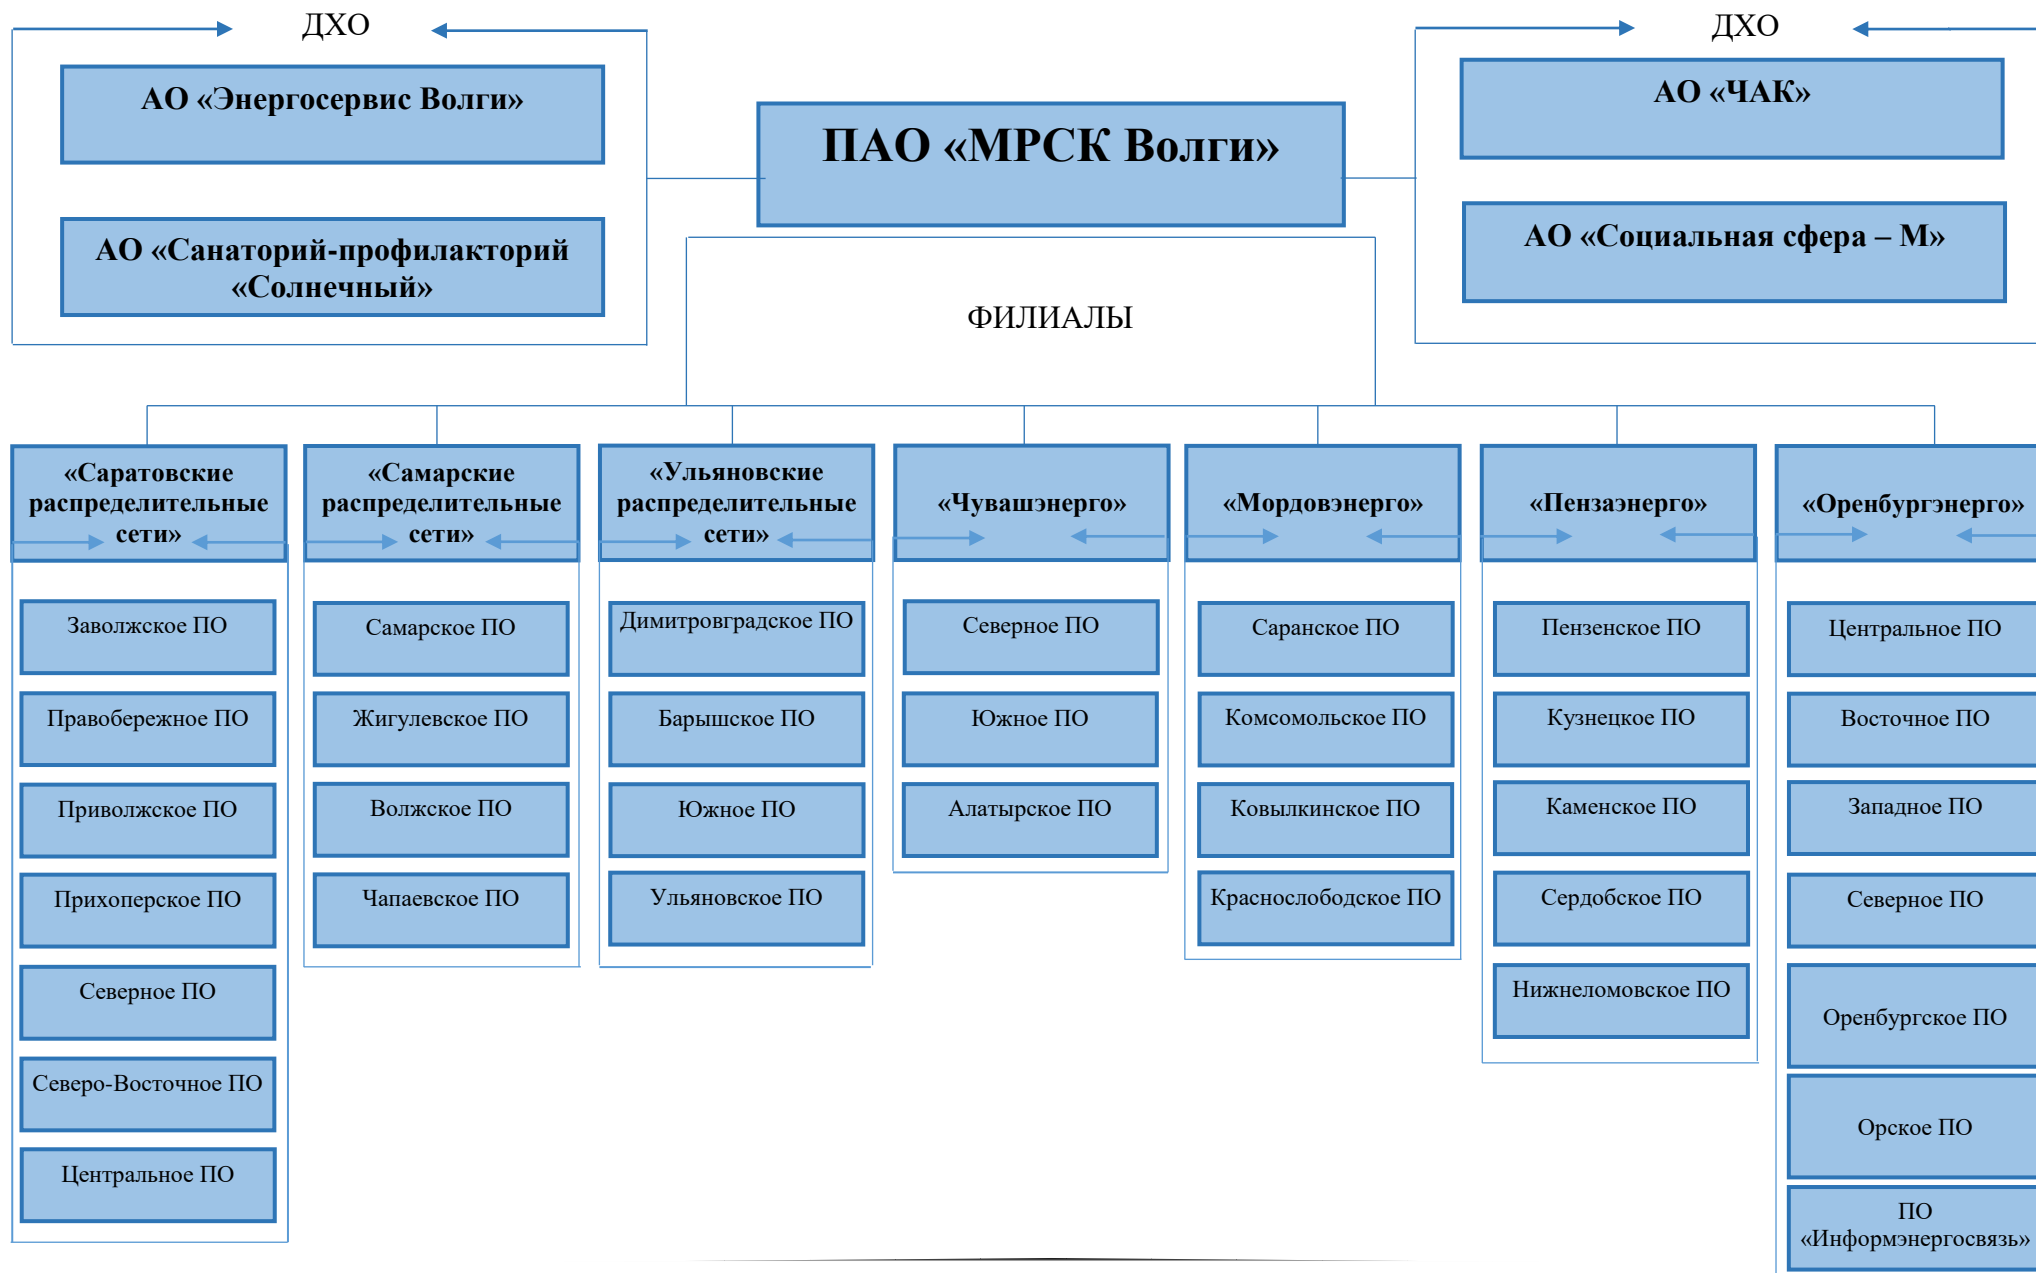 ДХО
АО «Энергосервис Волги»
АО «Санаторий-профилакторий
«Солнечный»
ПАО «МРСК Волги»
ДХО
АО «ЧАК»
АО «Социальная сфера – М»
ФИЛИАЛЫ
«Саратовские
распределительные
сети»
Заволжское ПО
Правобережное ПО
Приволжское ПО
Прихоперское ПО
Северное ПО
Северо-Восточное ПО
Центральное ПО
«Самарские
распределительные
сети»
Самарское ПО
Жигулевское ПО
Волжское ПО
Чапаевское ПО
«Ульяновские
распределительные
сети»
Димитровградское ПО
Барышское ПО
Южное ПО
Ульяновское ПО
«Чувашэнерго»
Северное ПО
Южное ПО
Алатырское ПО
«Мордовэнерго»
Саранское ПО
Комсомольское ПО
Ковылкинское ПО
Краснослободское ПО
«Пензаэнерго»
Пензенское ПО
Кузнецкое ПО
Каменское ПО
Сердобское ПО
Нижнеломовское ПО
«Оренбургэнерго»
Центральное ПО
Восточное ПО
Западное ПО
Северное ПО
Оренбургское ПО
Орское ПО
ПО
«Информэнергосвязь»